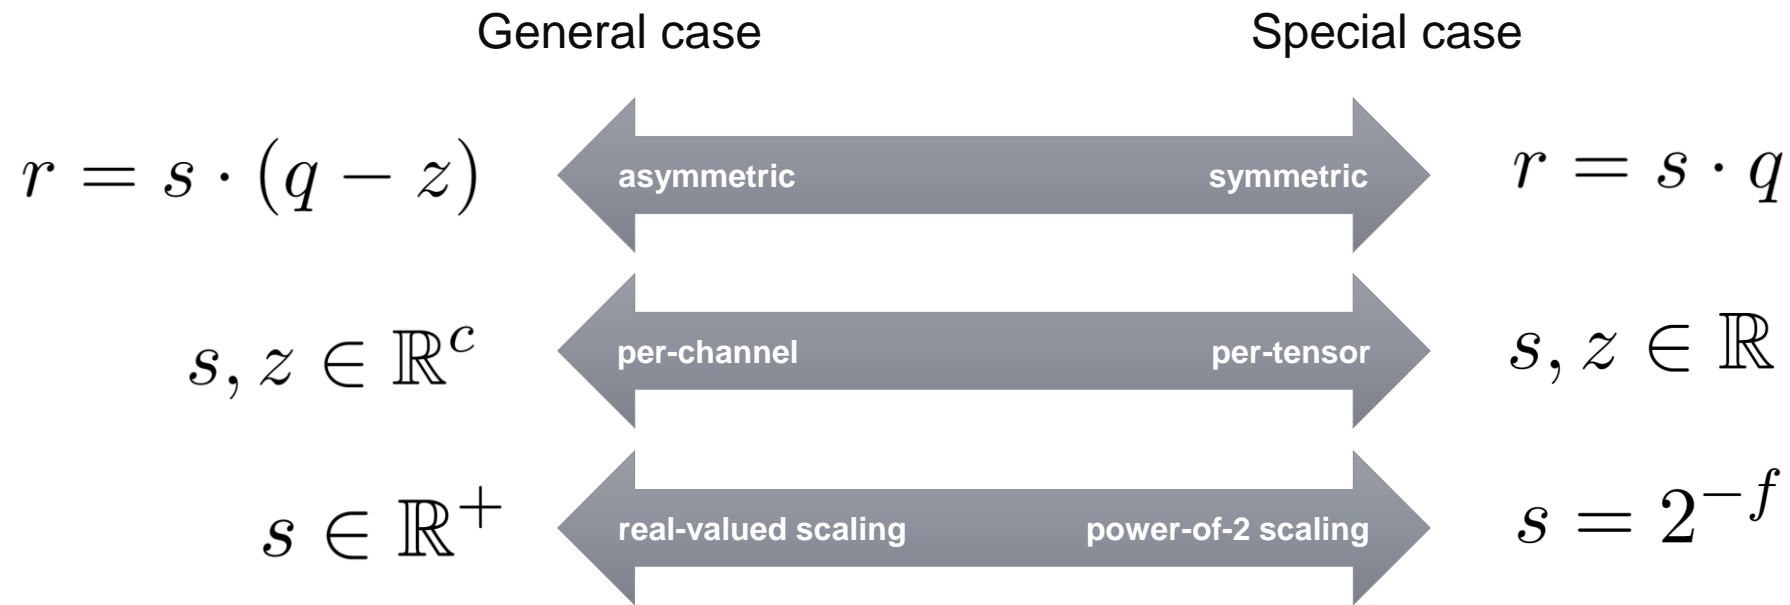 General case Special case
r = s · (q − z) asymmetric symmetric r = s · q
s, z ∈ ℝ^c per-channel per-tensor s, z ∈ ℝ
s ∈ ℝ^+ real-valued scaling power-of-2 scaling s = 2^{−f}